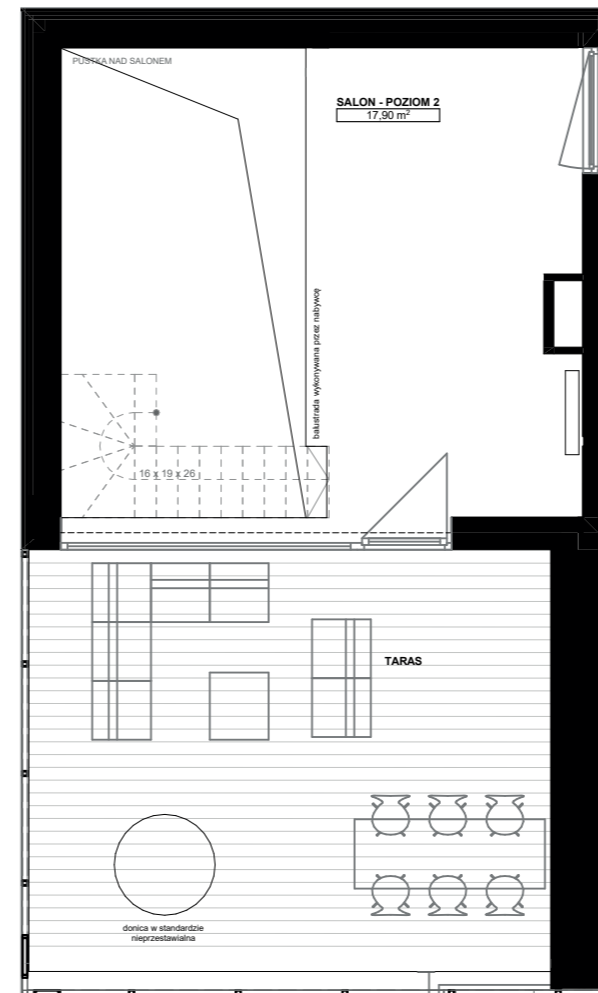 PUSTKA NAD SALONEM
SALON - POZIOM 2
17,90 m²
balustrada wykonywana przez nabywcę
16 x 19 x 26
TARAS
donica w standardzie
nieprzestawialna